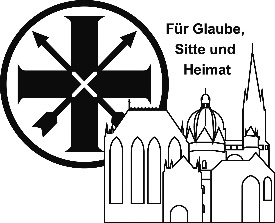 Für Glaube,
Sitte und
Heimat